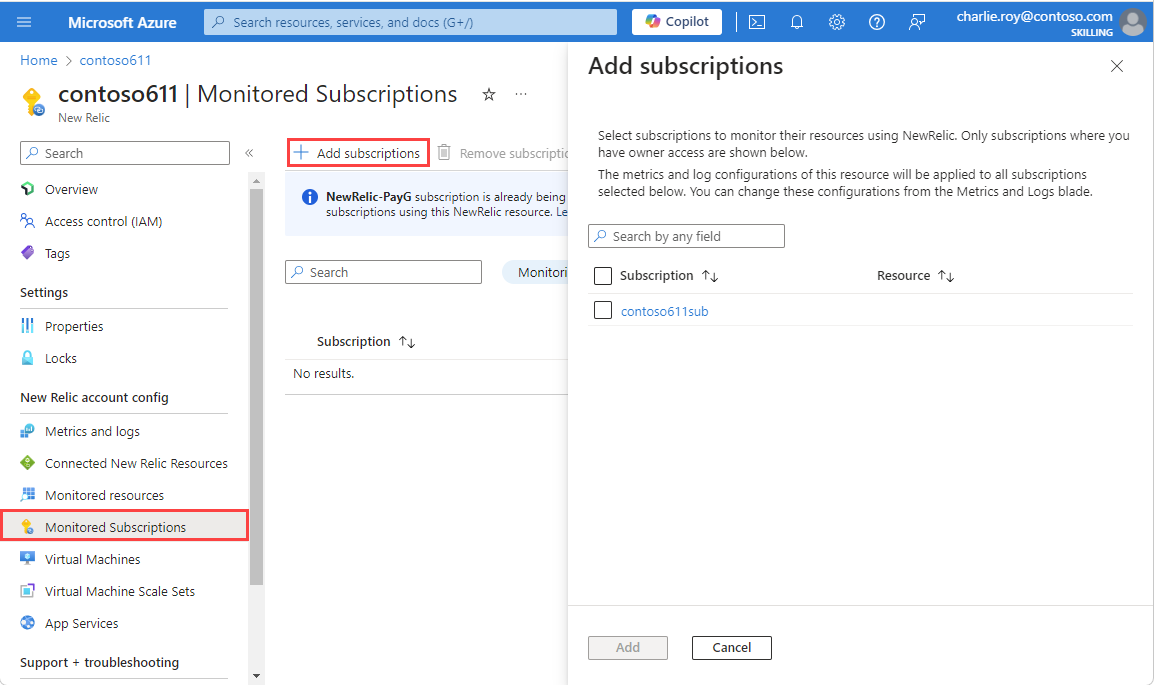 Microsoft Azure
Search resources, services, and docs (G+/)
Copilot
charlie.roy@contoso.com
SKILLING
Home > contoso611
contoso611 | Monitored Subscriptions
New Relic
Search
Overview
Access control (IAM)
Tags
Settings
Properties
Locks
New Relic account config
Metrics and logs
Connected New Relic Resources
Monitored resources
Monitored Subscriptions
Virtual Machines
Virtual Machine Scale Sets
App Services
Support + troubleshooting
Add subscriptions
Remove subscriptio
NewRelic-PayG subscription is already being
subscriptions using this NewRelic resource. Le
Search
Monitori
Subscription
No results.
Add subscriptions
Select subscriptions to monitor their resources using NewRelic. Only subscriptions where you
have owner access are shown below.
The metrics and log configurations of this resource will be applied to all subscriptions
selected below. You can change these configurations from the Metrics and Logs blade.
Search by any field
Subscription
Resource
contoso611sub
Add
Cancel